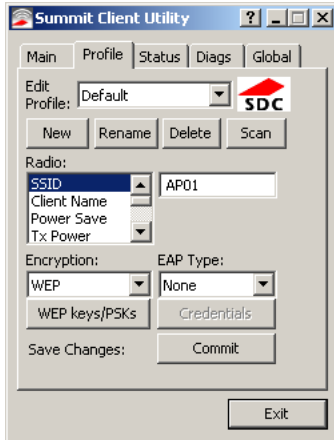 Summit Client Utility
Main Profile Status Diags Global
Edit Profile: Default
SDC
New Rename Delete Scan
Radio:
SSID AP01
Client Name
Power Save
Tx Power
Encryption: EAP Type:
WEP None
WEP keys/PSKs Credentials
Save Changes: Commit
Exit